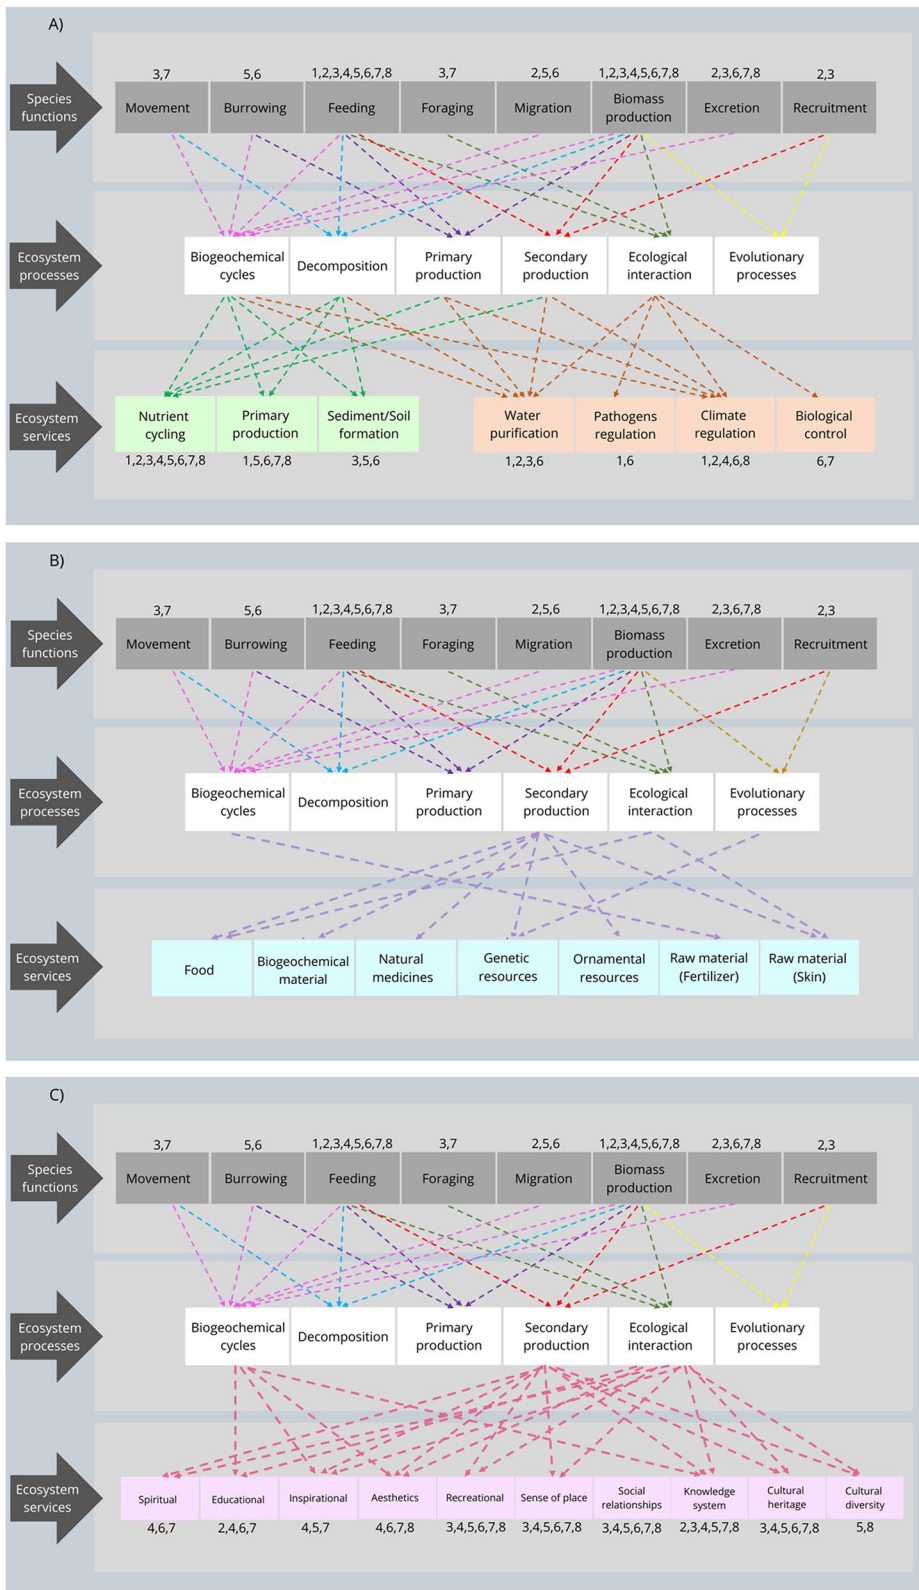 A)
3,7 5,6 1,2,3,4,5,6,7,8 3,7 2,5,6 1,2,3,4,5,6,7,8 2,3,6,7,8 2,3
Species
functions
Movement Burrowing Feeding Foraging Migration Biomass
production Excretion Recruitment
Ecosystem
processes
Biogeochemical
cycles
Decomposition
Primary
production
Secondary
production
Ecological
interaction
Evolutionary
processes
Ecosystem
services
Nutrient
cycling
Primary
production
Sediment/Soil
formation
Water
purification
Pathogens
regulation
Climate
regulation
Biological
control
1,2,3,4,5,6,7,8 1,5,6,7,8 3,5,6 1,2,3,6 1,6 1,2,4,6,8 6,7
B)
3,7 5,6 1,2,3,4,5,6,7,8 3,7 2,5,6 1,2,3,4,5,6,7,8 2,3,6,7,8 2,3
Species
functions
Movement Burrowing Feeding Foraging Migration Biomass
production Excretion Recruitment
Ecosystem
processes
Biogeochemical
cycles
Decomposition
Primary
production
Secondary
production
Ecological
interaction
Evolutionary
processes
Ecosystem
services
Food
Biogeochemical
material
Natural
medicines
Genetic
resources
Ornamental
resources
Raw material
(Fertilizer)
Raw material
(Skin)
C)
3,7 5,6 1,2,3,4,5,6,7,8 3,7 2,5,6 1,2,3,4,5,6,7,8 2,3,6,7,8 2,3
Species
functions
Movement Burrowing Feeding Foraging Migration Biomass
production Excretion Recruitment
Ecosystem
processes
Biogeochemical
cycles
Decomposition
Primary
production
Secondary
production
Ecological
interaction
Evolutionary
processes
Ecosystem
services
Spiritual
Educational
Inspirational
Aesthetics
Recreational
Sense of place
Social
relationships
Knowledge
system
Cultural
heritage
Cultural
diversity
4,6,7 2,4,6,7 4,5,7 4,6,7,8 3,4,5,6,7,8 3,4,5,6,7,8 3,4,5,6,7,8 2,3,4,5,7,8 3,4,5,6,7,8 5,8